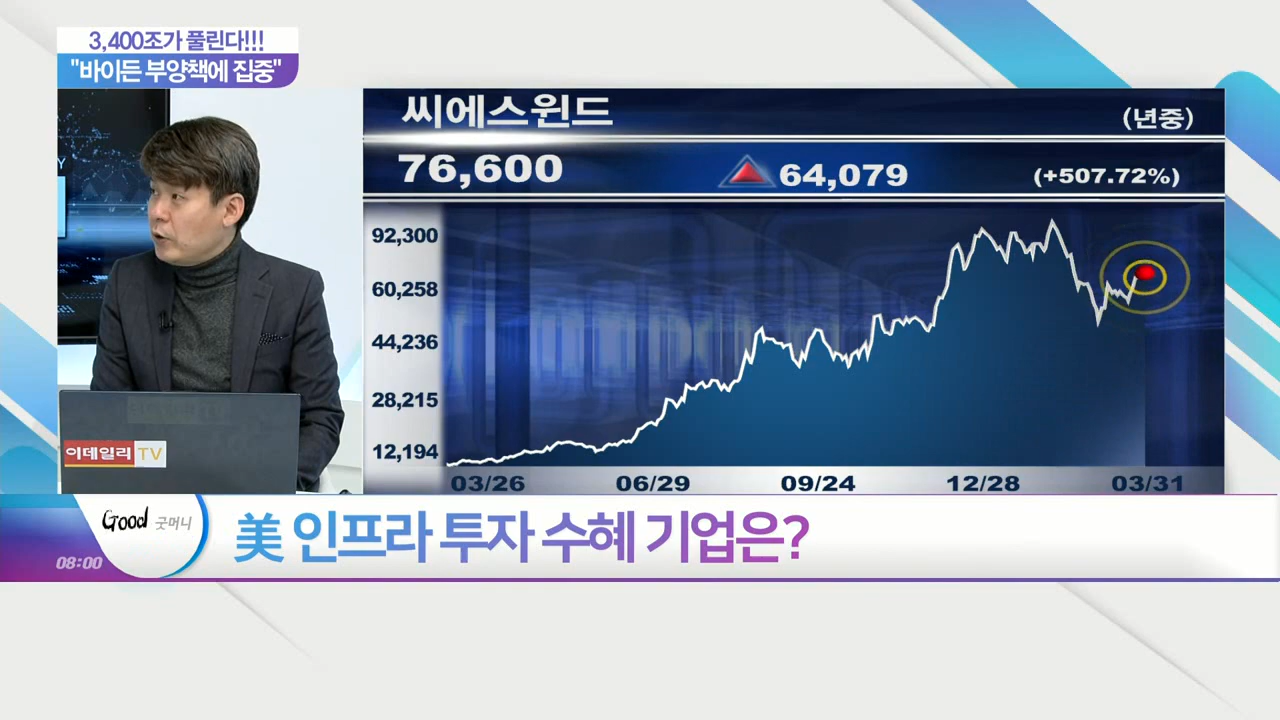 3,400조가 풀린다!!!
"바이든 부양책에 집중"
씨에스윈드
(년중)
76,600
64,079
(+507.72%)
92,300
60,258
44,236
28,215
12,194
03/26
06/29
09/24
12/28
03/31
이데일리TV
Good 굿머니
08:00
美 인프라 투자 수혜 기업은?